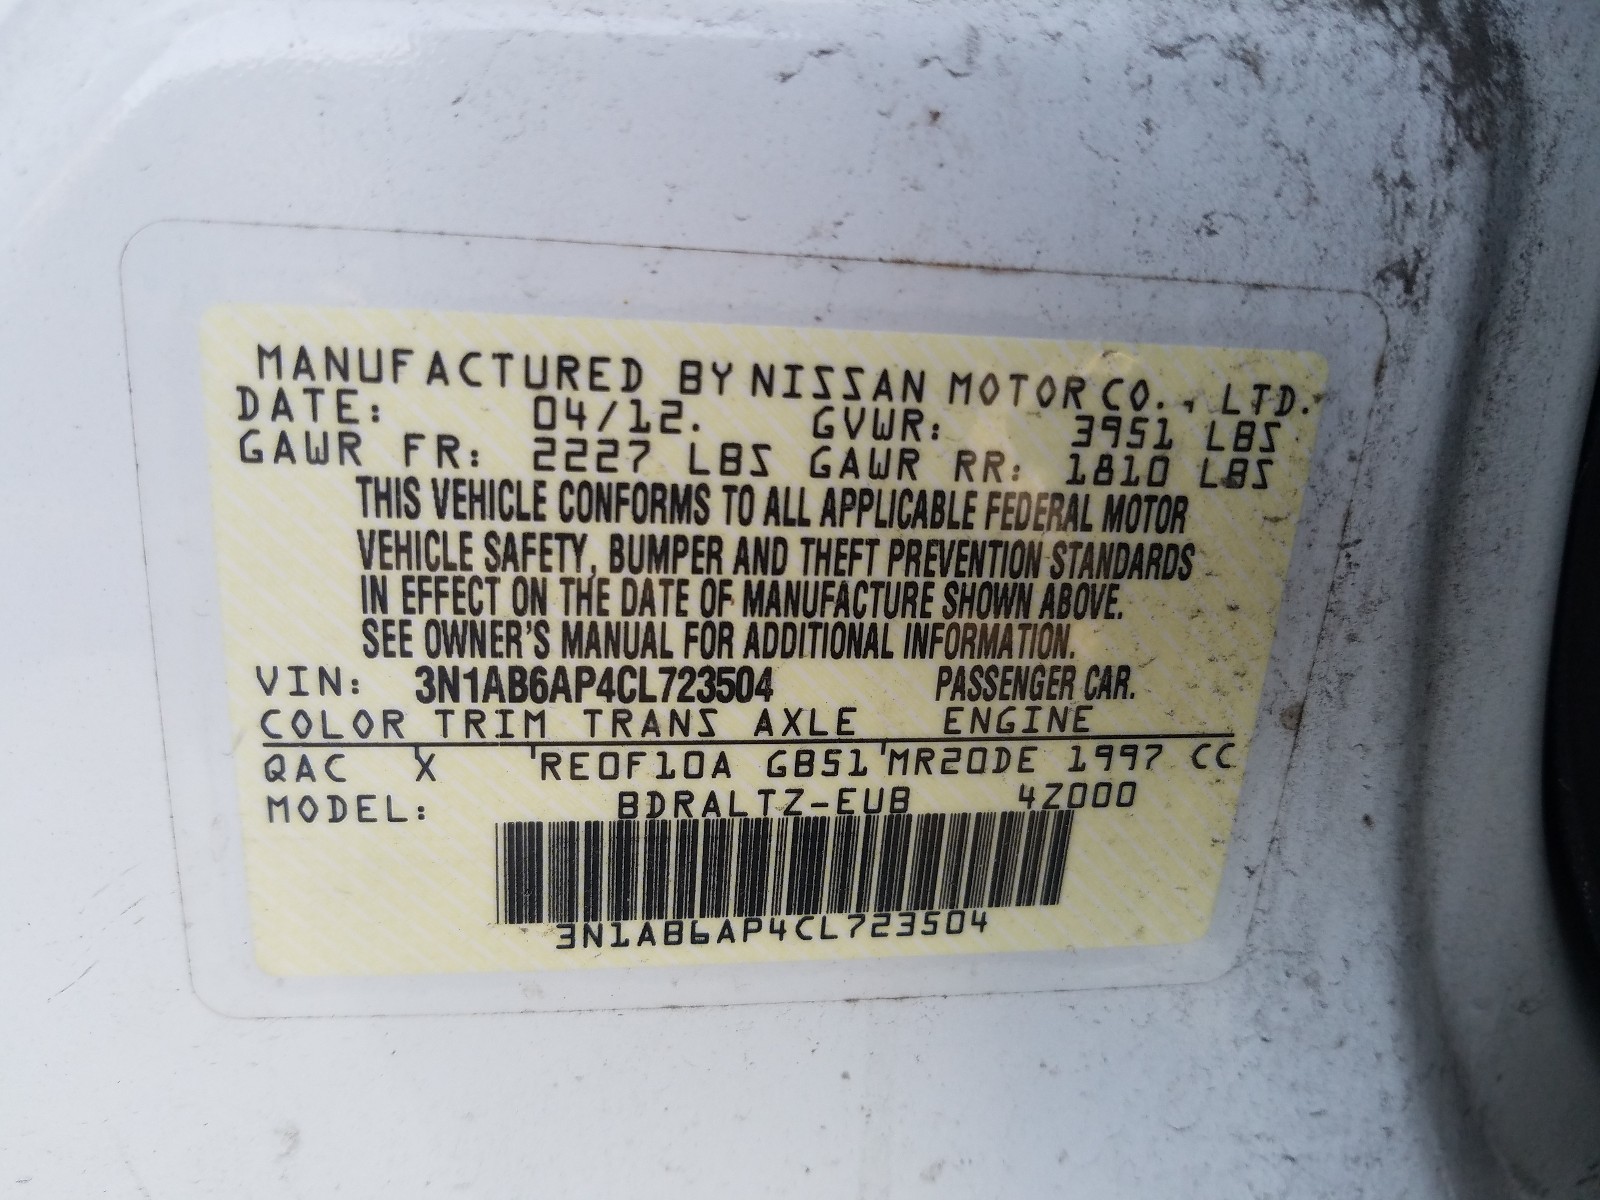 MANUFACTURED BY NISSAN MOTOR CO., LTD.
DATE: 04/12. GVWR: 3951 LBS
GAWR FR: 2227 LBS GAWR RR: 1810 LBS
THIS VEHICLE CONFORMS TO ALL APPLICABLE FEDERAL MOTOR
VEHICLE SAFETY, BUMPER AND THEFT PREVENTION STANDARDS
IN EFFECT ON THE DATE OF MANUFACTURE SHOWN ABOVE.
SEE OWNER'S MANUAL FOR ADDITIONAL INFORMATION.
VIN: 3N1AB6AP4CL723504 PASSENGER CAR.
COLOR TRIM TRANS AXLE ENGINE
QAC X RE0F10A GB51 MR20DE 1997 CC
MODEL: BDRALTZ-EUB 4Z000
3N1AB6AP4CL723504